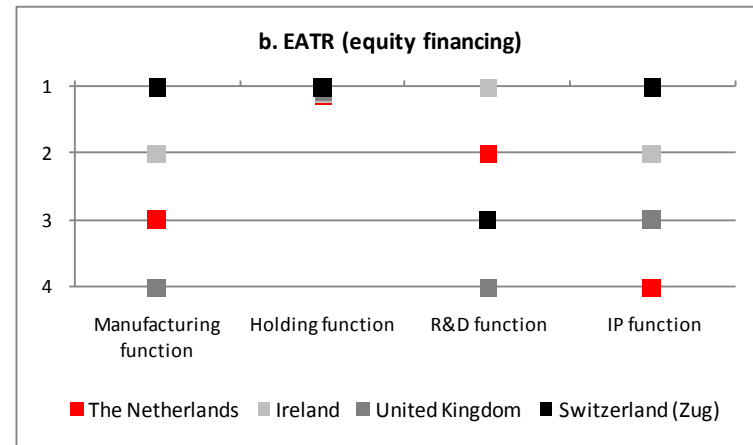 b. EATR (equity financing)
1
2
3
4
Manufacturing function
Holding function
R&D function
IP function
The Netherlands
Ireland
United Kingdom
Switzerland (Zug)